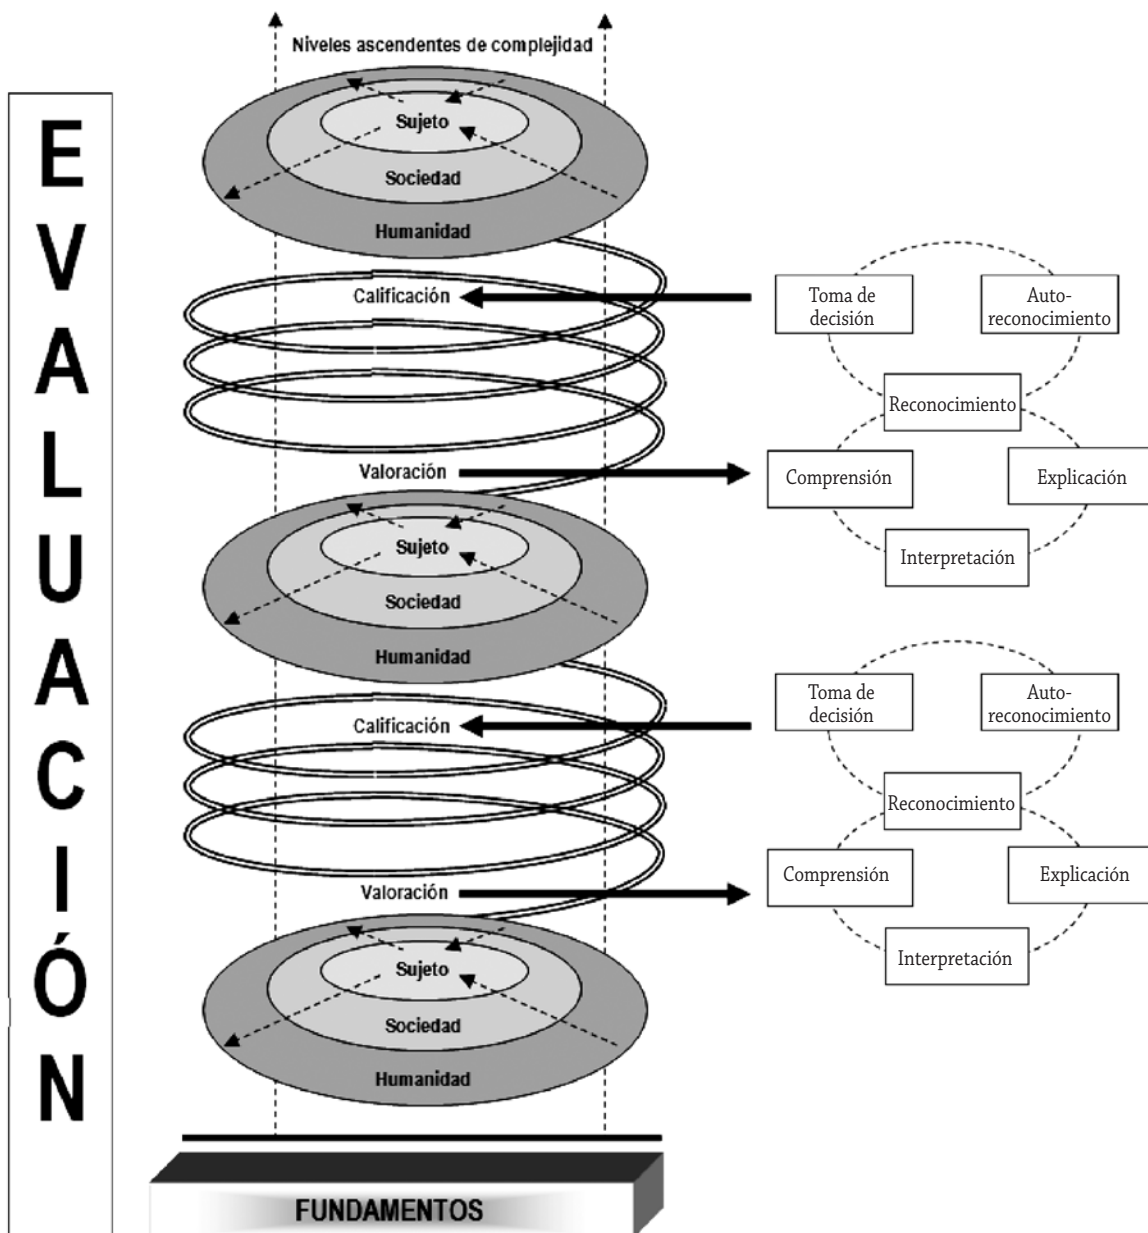 EVALUACIÓN
Niveles ascendentes de complejidad
Sujeto
Sociedad
Humanidad
Calificación
Toma de
decisión
Auto-
reconocimiento
Reconocimiento
Valoración
Comprensión
Explicación
Interpretación
Sujeto
Sociedad
Humanidad
Calificación
Toma de
decisión
Auto-
reconocimiento
Reconocimiento
Valoración
Comprensión
Explicación
Interpretación
Sujeto
Sociedad
Humanidad
FUNDAMENTOS